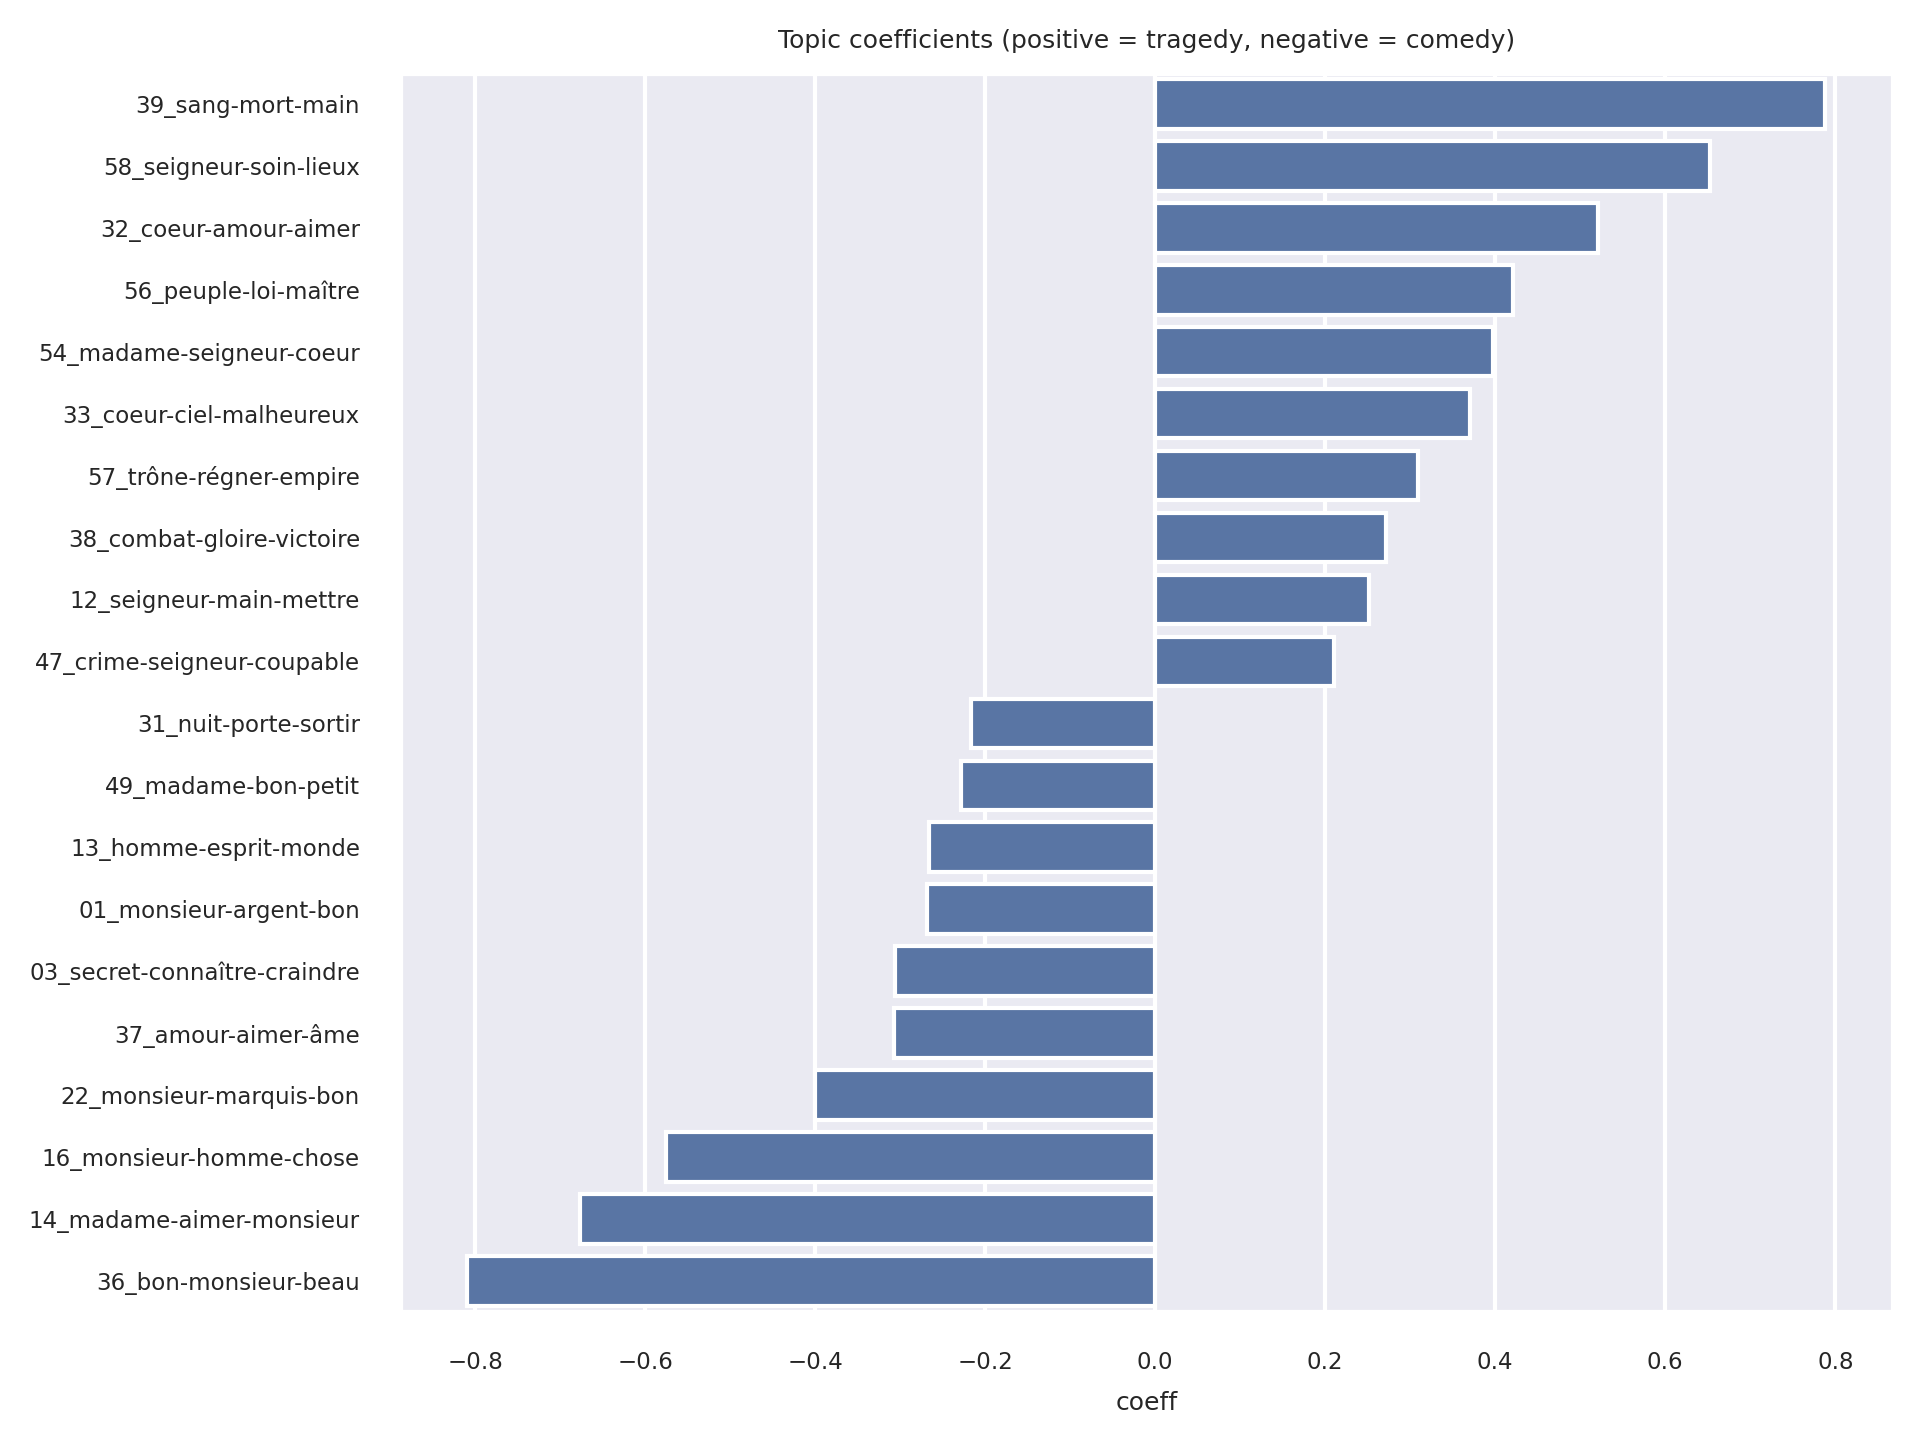 Topic coefficients (positive = tragedy, negative = comedy)
39_sang-mort-main
58_seigneur-soin-lieux
32_coeur-amour-aimer
56_peuple-loi-maître
54_madame-seigneur-coeur
33_coeur-ciel-malheureux
57_trône-régner-empire
38_combat-gloire-victoire
12_seigneur-main-mettre
47_crime-seigneur-coupable
31_nuit-porte-sortir
49_madame-bon-petit
13_homme-esprit-monde
01_monsieur-argent-bon
03_secret-connaître-craindre
37_amour-aimer-âme
22_monsieur-marquis-bon
16_monsieur-homme-chose
14_madame-aimer-monsieur
36_bon-monsieur-beau
−0.8 −0.6 −0.4 −0.2 0.0 0.2 0.4 0.6 0.8
coeff